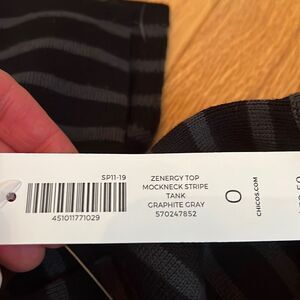 SP11-19
451011771029
ZENERGY TOP
MOCKNECK STRIPE
TANK
GRAPHITE GRAY
570247852
0
CHICOS.COM